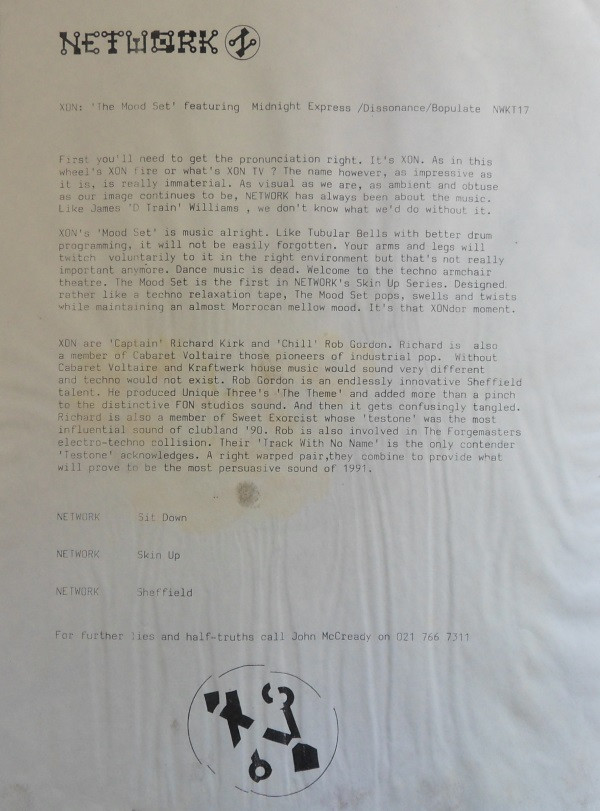 NETWORK
XON: 'The Mood Set' featuring Midnight Express /Dissonance/Bopulate NWKT17
First you'll need to get the pronunciation right. It's XON. As in this
wheel's XON fire or what's XON TV ? The name however, as impressive as
it is, is really immaterial. As visual as we are, as ambient and obtuse
as our image continues to be, NETWORK has always been about the music.
Like James 'D Train' Williams , we don't know what we'd do without it.
XON's 'Mood Set' is music alright. Like Tubular Bells with better drum
programming, it will not be easily forgotten. Your arms and legs will
twitch voluntarily to it in the right environment but that's not really
important anymore. Dance music is dead. Welcome to the techno armchair
theatre. The Mood Set is the first in NETWORK's Skin Up Series. Designed
rather like a techno relaxation tape, The Mood Set pops, swells and twists
while maintaining an almost Morrocan mellow mood. It's that XONdor moment.
XON are 'Captain' Richard Kirk and 'Chill' Rob Gordon. Richard is also
a member of Cabaret Voltaire those pioneers of industrial pop. Without
Cabaret Voltaire and Kraftwerk house music would sound very different
and techno would not exist. Rob Gordon is an endlessly innovative Sheffield
talent. He produced Unique Three's 'The Theme' and added more than a pinch
to the distinctive FON studios sound. And then it gets confusingly tangled.
Richard is also a member of Sweet Exorcist whose 'testone' was the most
influential sound of clubland '90. Rob is also involved in The Forgemasters
electro-techno collision. Their 'Track With No Name' is the only contender
'Testone' acknowledges. A right warped pair,they combine to provide what
will prove to be the most persuasive sound of 1991.
NETWORK Sit Down
NETWORK Skin Up
NETWORK Sheffield
For further lies and half-truths call John McCready on 021 766 7311